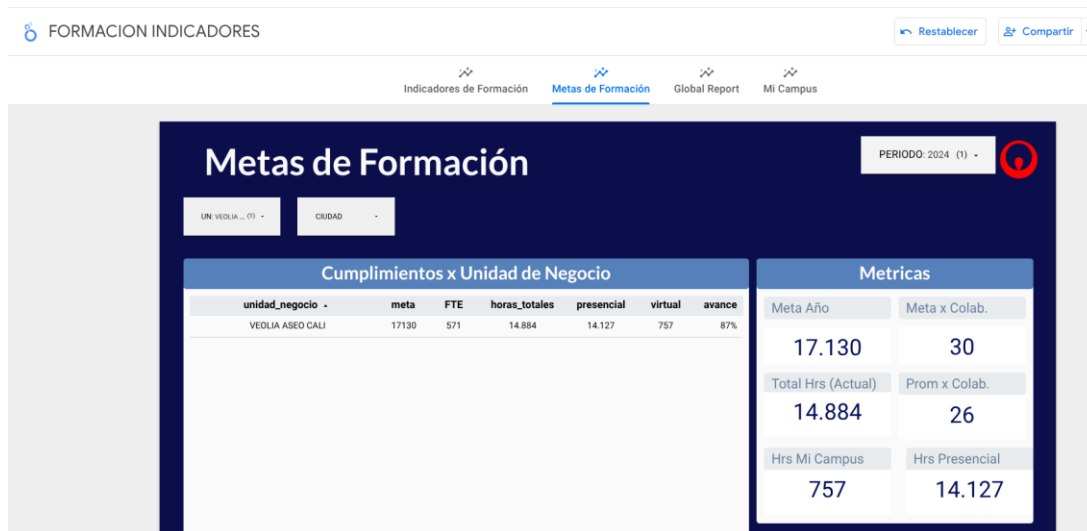 FORMACION INDICADORES
Restablecer
Compartir
Indicadores de Formación
Metas de Formación
Global Report
Mi Campus
Metas de Formación
PERIODO: 2024 (1)
UN: VEOLIA ... (1)
CIUDAD
Cumplimientos x Unidad de Negocio
unidad_negocio meta FTE horas_totales presencial virtual avance
VEOLIA ASEO CALI 17130 571 14.884 14.127 757 87%
Metricas
Meta Año Meta x Colab.
17.130 30
Total Hrs (Actual) Prom x Colab.
14.884 26
Hrs Mi Campus Hrs Presencial
757 14.127